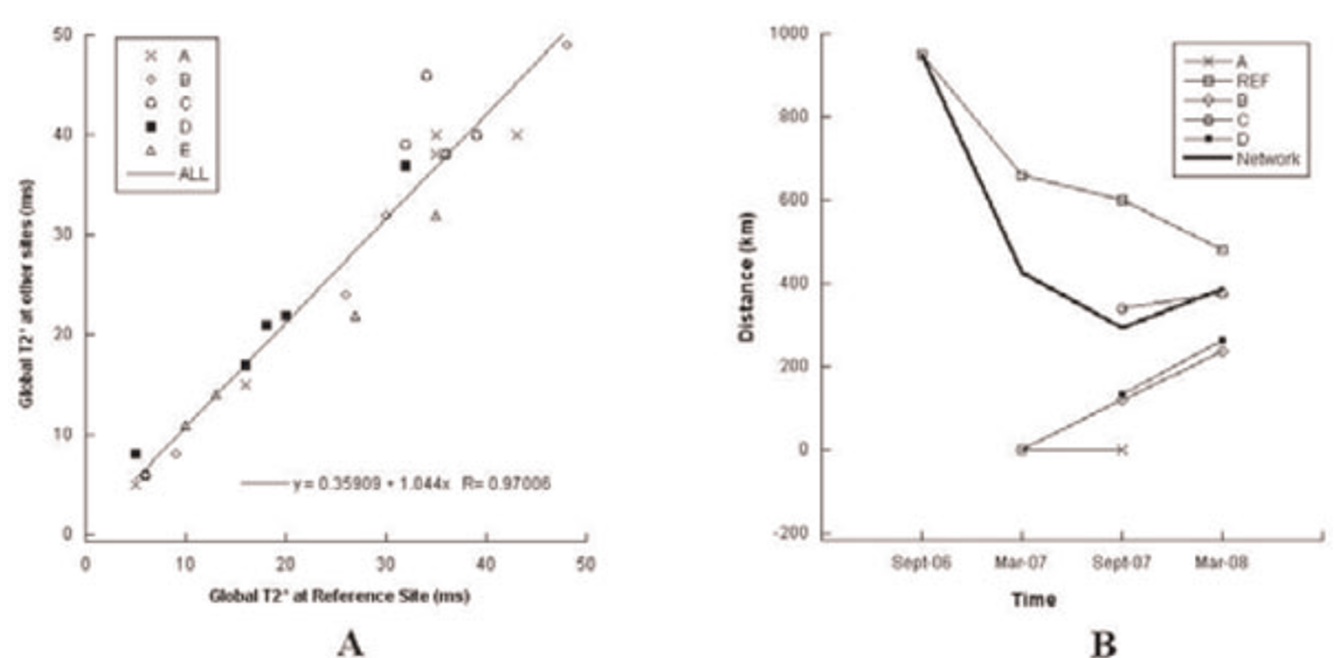 50
40
30
20
10
0
Global T2* at other sites (ms)
A
B
C
D
E
ALL
y = 0.35909 + 1.044x R= 0.97006
0 10 20 30 40 50
Global T2* at Reference Site (ms)
A
1000
800
600
400
200
0
-200
Distance (km)
A
REF
B
C
D
Network
Sept-06 Mar-07 Sept-07 Mar-08
Time
B